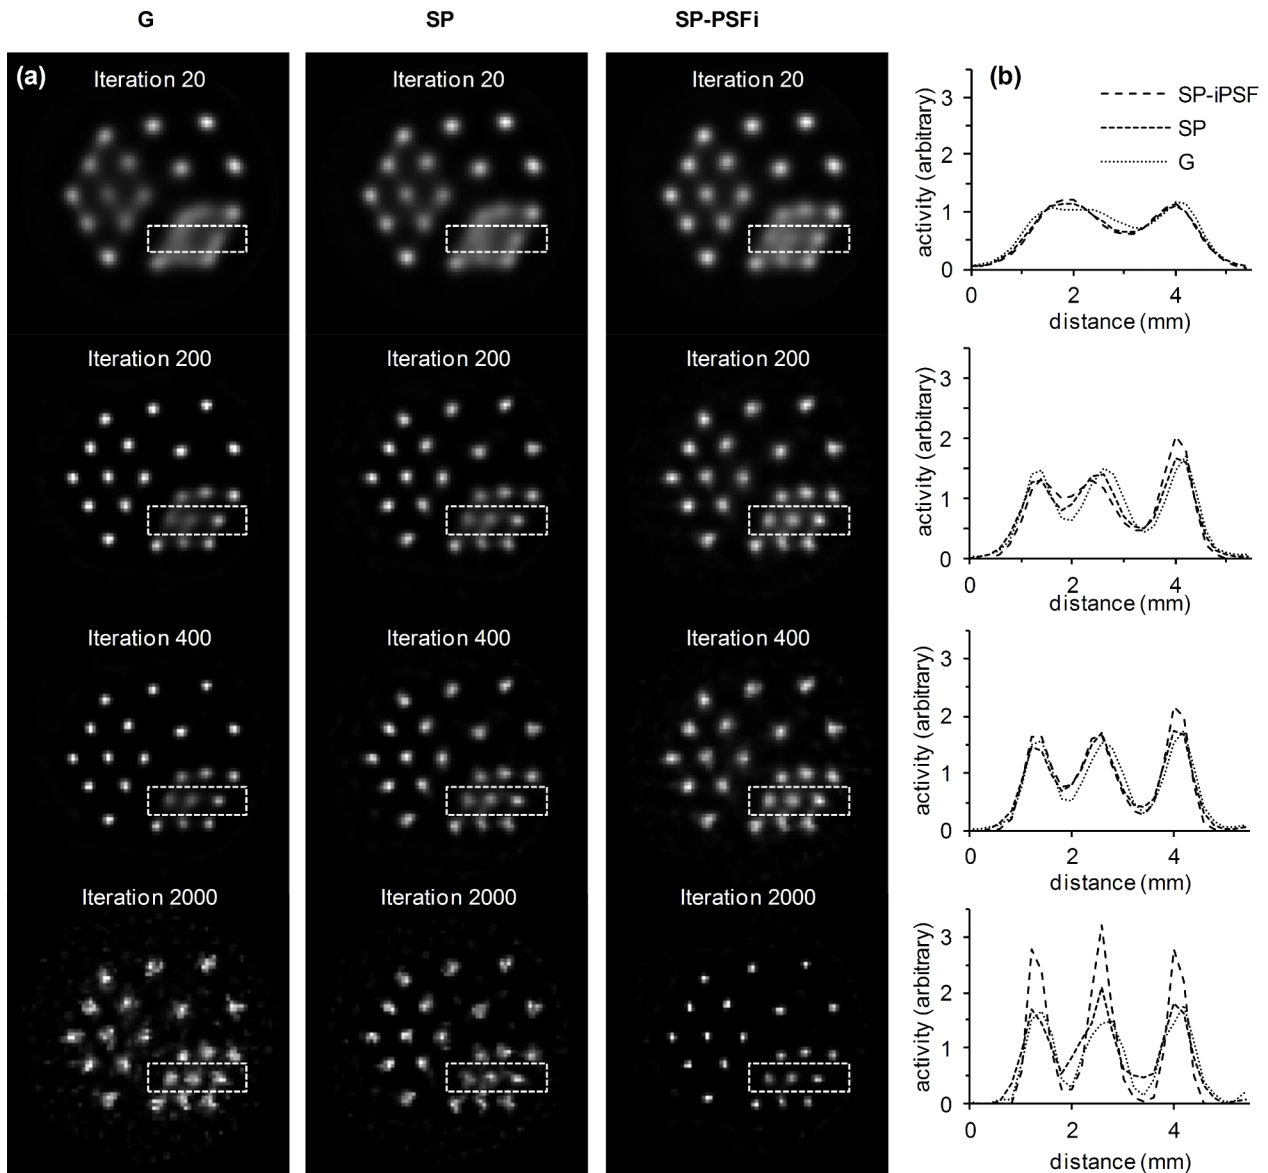 G SP SP-PSFi
(a) Iteration 20 Iteration 20 Iteration 20 (b)
3
2
1
0
0 2 4
activity (arbitrary)
distance (mm)
SP-iPSF
SP
G
Iteration 200 Iteration 200 Iteration 200
3
2
1
0
0 2 4
activity (arbitrary)
distance (mm)
Iteration 400 Iteration 400 Iteration 400
3
2
1
0
0 2 4
activity (arbitrary)
distance (mm)
Iteration 2000 Iteration 2000 Iteration 2000
3
2
1
0
0 2 4
activity (arbitrary)
distance (mm)